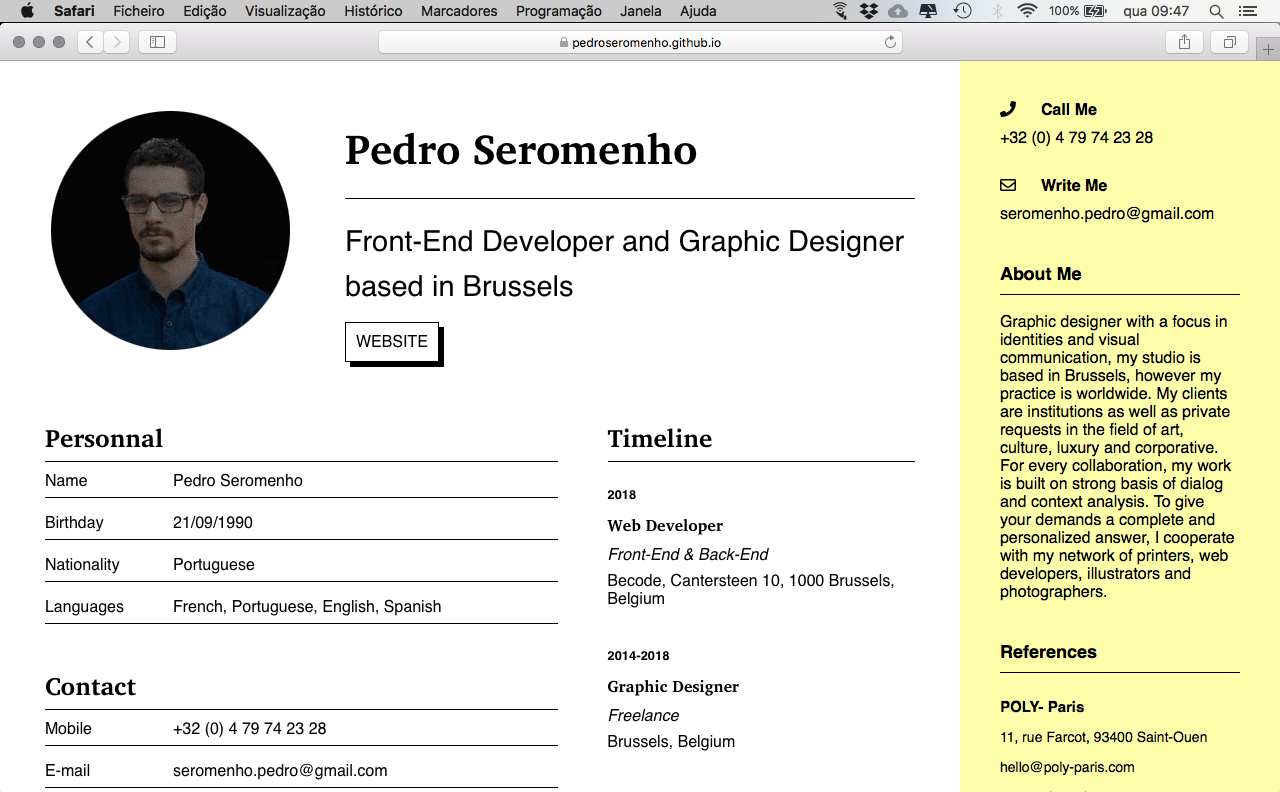 Safari Ficheiro Edição Visualização Histórico Marcadores Programação Janela Ajuda 100% qua 09:47
pedroseromenho.github.io
Pedro Seromenho
Front-End Developer and Graphic Designer
based in Brussels
WEBSITE
Personnal
Name Pedro Seromenho
Birthday 21/09/1990
Nationality Portuguese
Languages French, Portuguese, English, Spanish
Contact
Mobile +32 (0) 4 79 74 23 28
E-mail seromenho.pedro@gmail.com
Timeline
2018
Web Developer
Front-End & Back-End
Becode, Cantersteen 10, 1000 Brussels,
Belgium
2014-2018
Graphic Designer
Freelance
Brussels, Belgium
Call Me
+32 (0) 4 79 74 23 28
Write Me
seromenho.pedro@gmail.com
About Me
Graphic designer with a focus in
identities and visual
communication, my studio is
based in Brussels, however my
practice is worldwide. My clients
are institutions as well as private
requests in the field of art,
culture, luxury and corporative.
For every collaboration, my work
is built on strong basis of dialog
and context analysis. To give
your demands a complete and
personalized answer, I cooperate
with my network of printers, web
developers, illustrators and
photographers.
References
POLY- Paris
11, rue Farcot, 93400 Saint-Ouen
hello@poly-paris.com